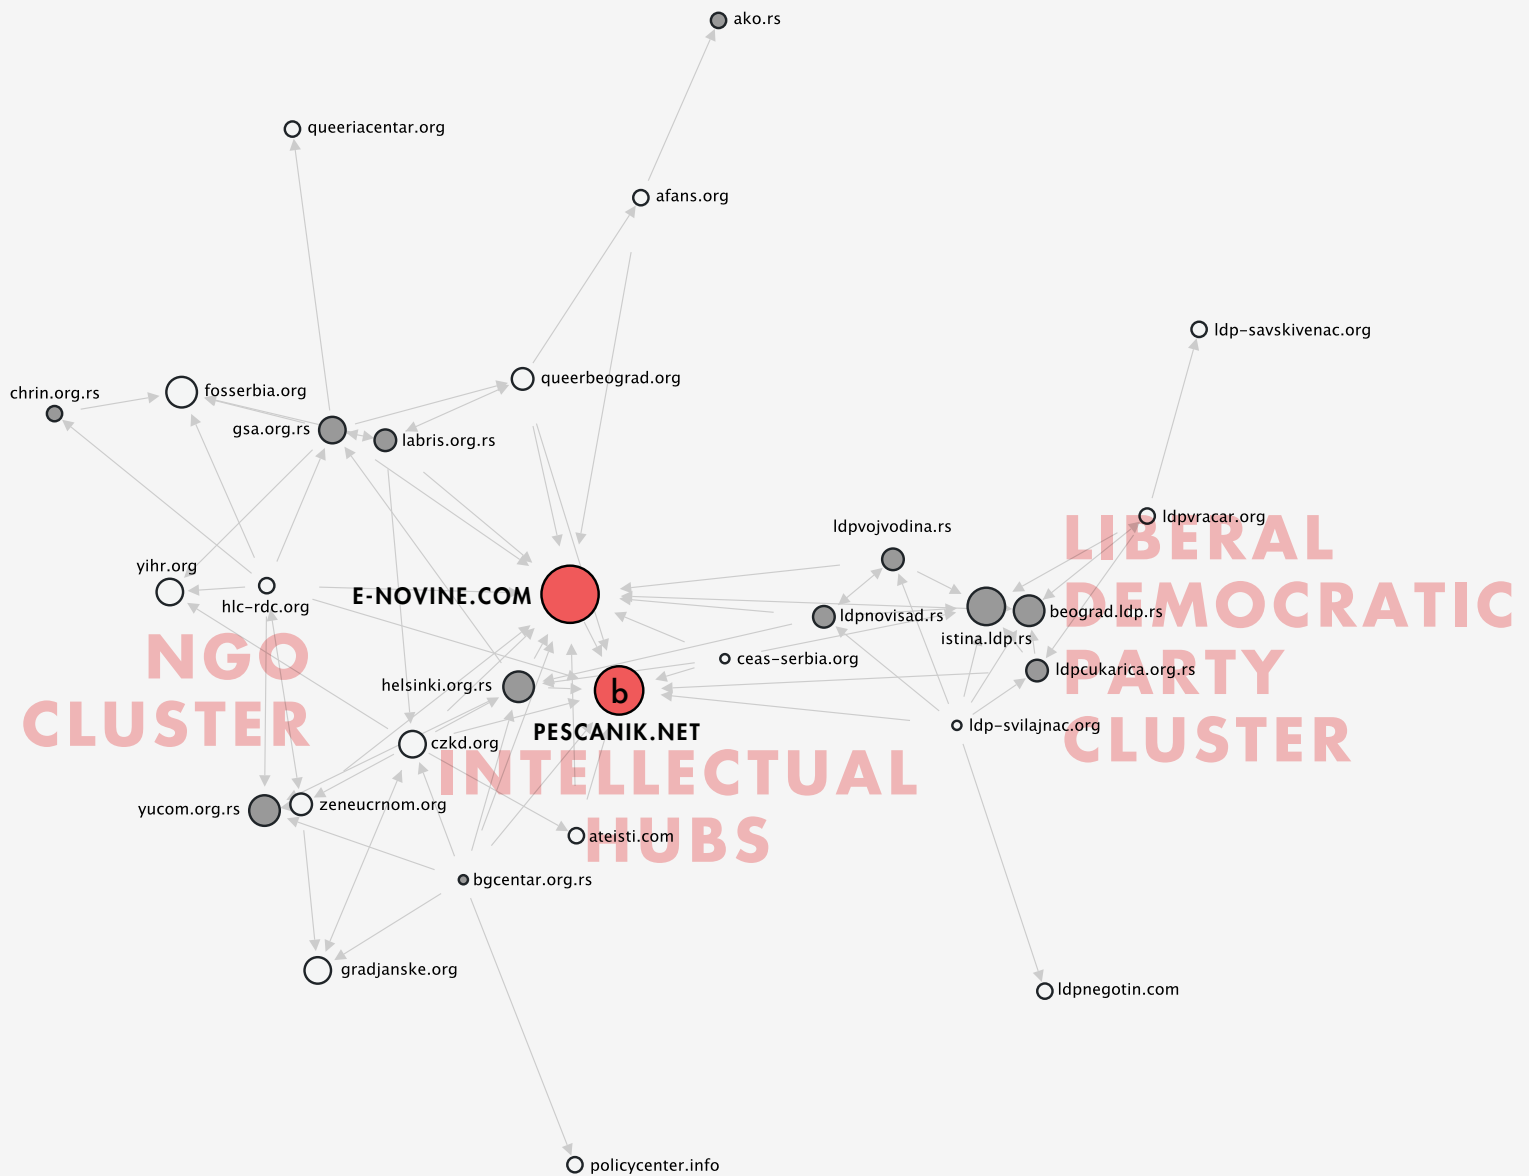 ako.rs
queeriacentar.org
afans.org
ldp-savskivenac.org
queerbeograd.org
chrin.org.rs
fosserbia.org
gsa.org.rs
labris.org.rs
ldpvracar.org
ldpvojvodina.rs
LIBERAL
DEMOCRATIC
PARTY
CLUSTER
yihr.org
hlc-rdc.org
E-NOVINE.COM
ldpnovisad.rs
beograd.ldp.rs
istina.ldp.rs
NGO
CLUSTER
ceas-serbia.org
ldpcukarica.org.rs
helsinki.org.rs
b
PESCANIK.NET
ldp-svilajnac.org
czkd.org
INTELLECTUAL
HUBS
yucom.org.rs
zeneucrnom.org
ateisti.com
bgcentar.org.rs
gradjanske.org
ldpnegotin.com
policycenter.info